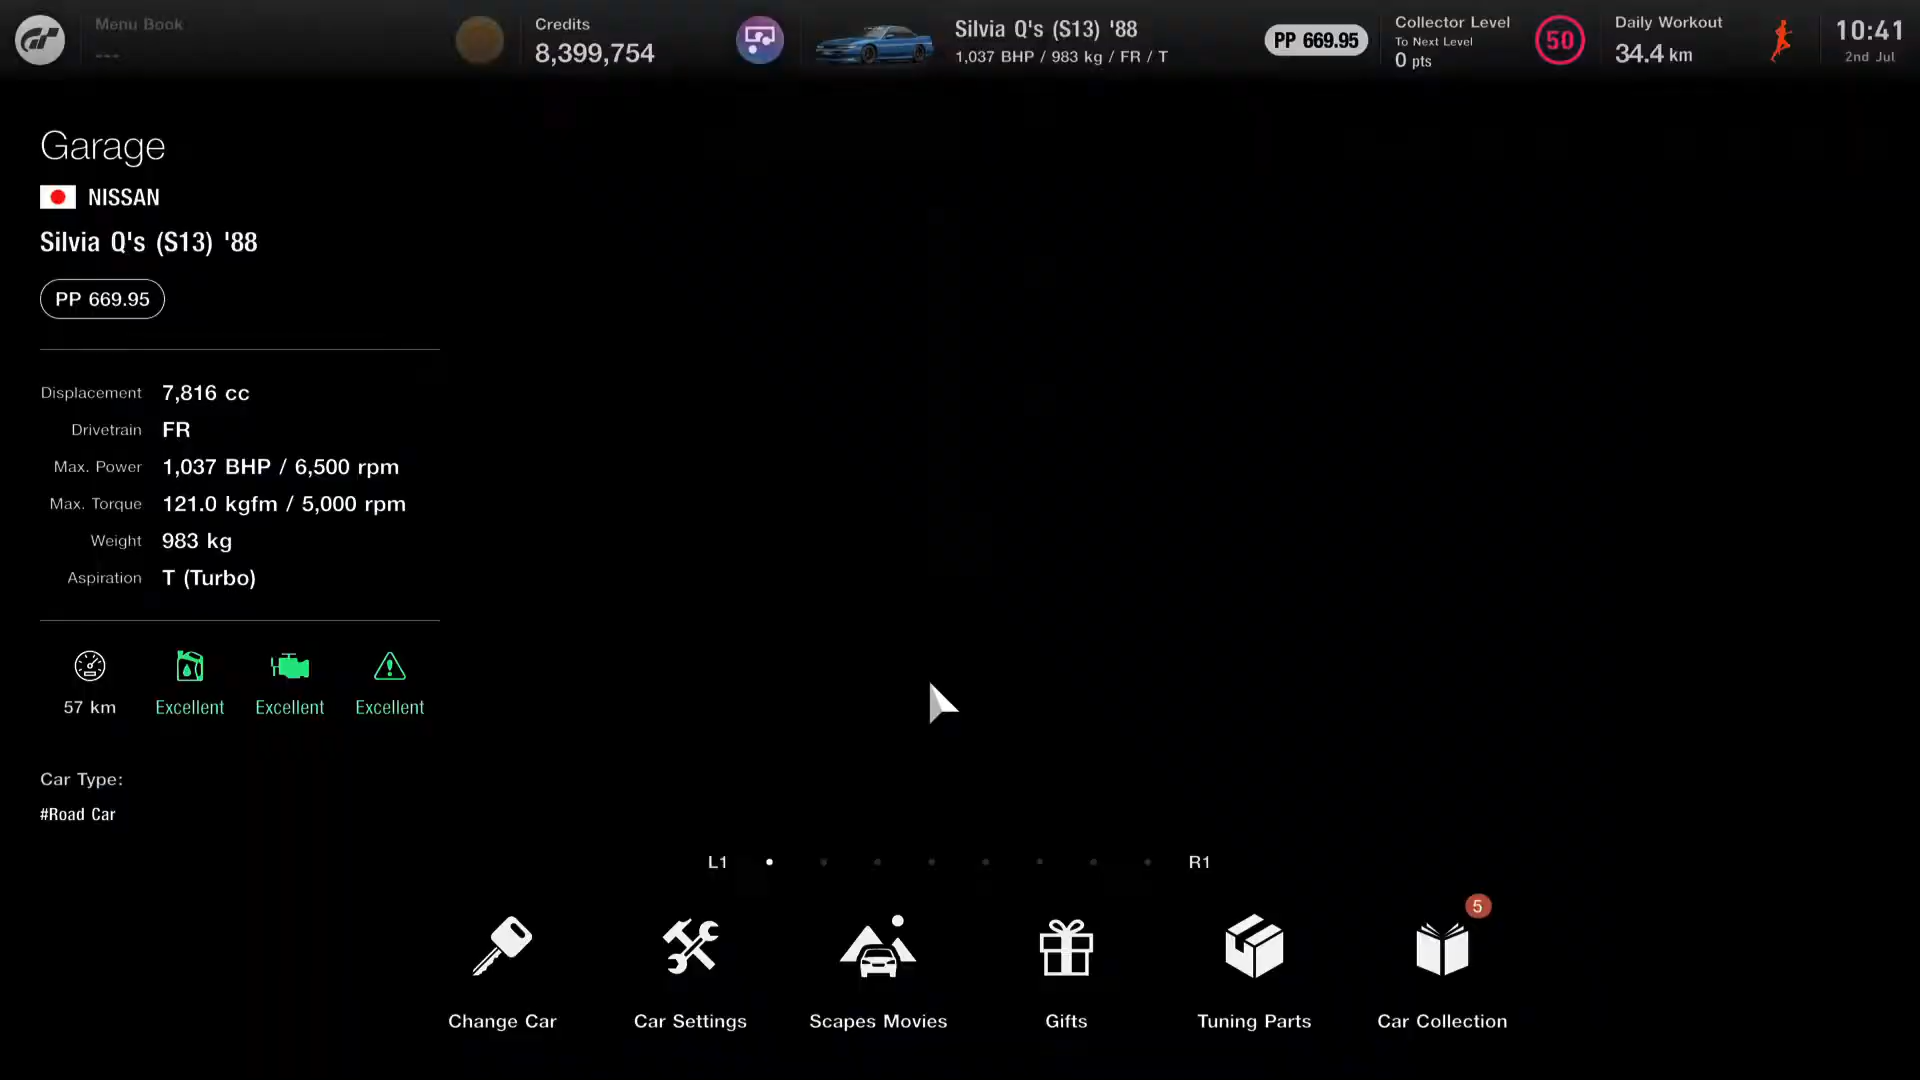 Menu Book
---
Credits
8,399,754
Silvia Q's (S13) '88
1,037 BHP / 983 kg / FR / T
PP 669.95
Collector Level
To Next Level
0 pts
50
Daily Workout
34.4 km
10:41
2nd Jul
Garage
NISSAN
Silvia Q's (S13) '88
PP 669.95
Displacement 7,816 cc
Drivetrain FR
Max. Power 1,037 BHP / 6,500 rpm
Max. Torque 121.0 kgfm / 5,000 rpm
Weight 983 kg
Aspiration T (Turbo)
57 km Excellent Excellent Excellent
Car Type:
#Road Car
L1 R1
5
Change Car Car Settings Scapes Movies Gifts Tuning Parts Car Collection